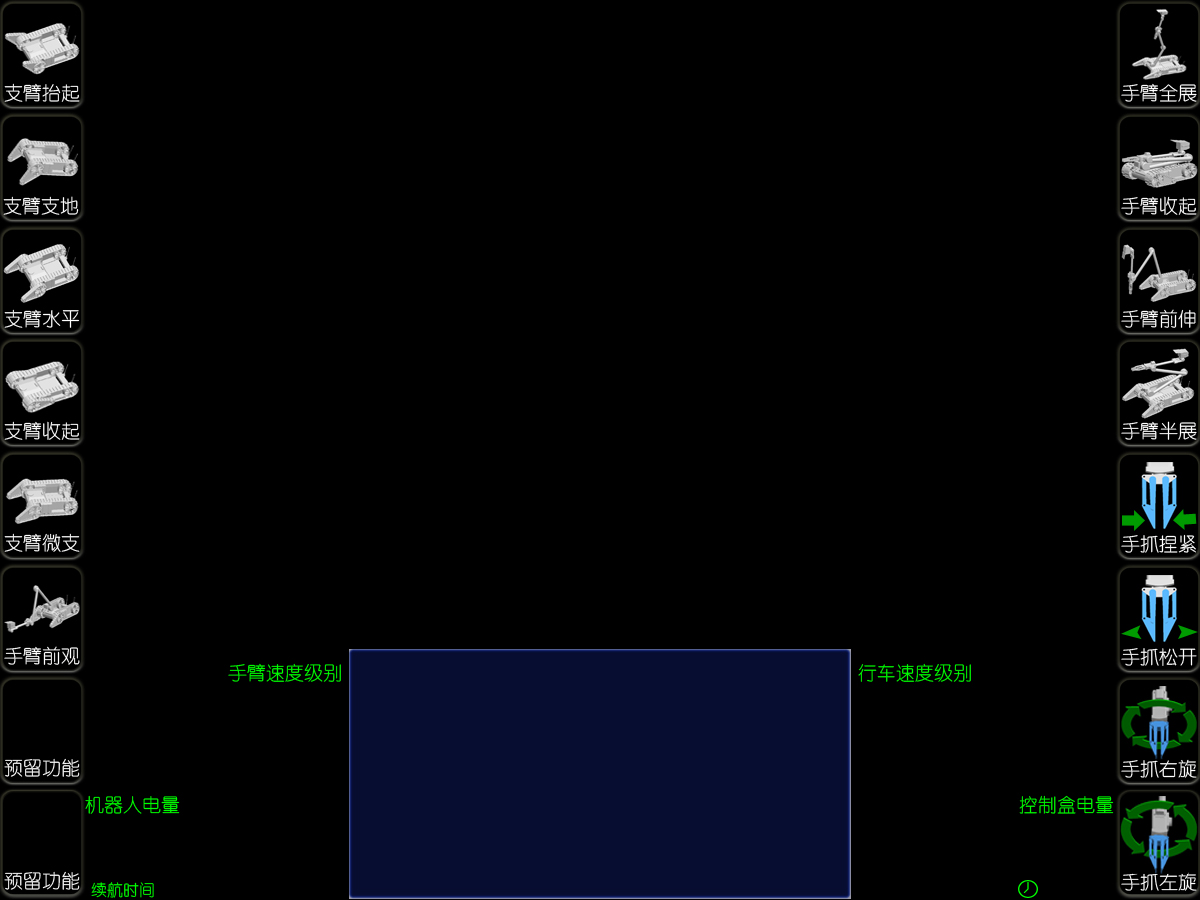 支臂抬起
手臂全展
支臂支地
手臂收起
支臂水平
手臂前伸
支臂收起
手臂半展
支臂微支
手抓捏紧
手臂前观
手抓松开
手臂速度级别
行车速度级别
预留功能
手抓右旋
机器人电量
控制盒电量
预留功能
手抓左旋
续航时间